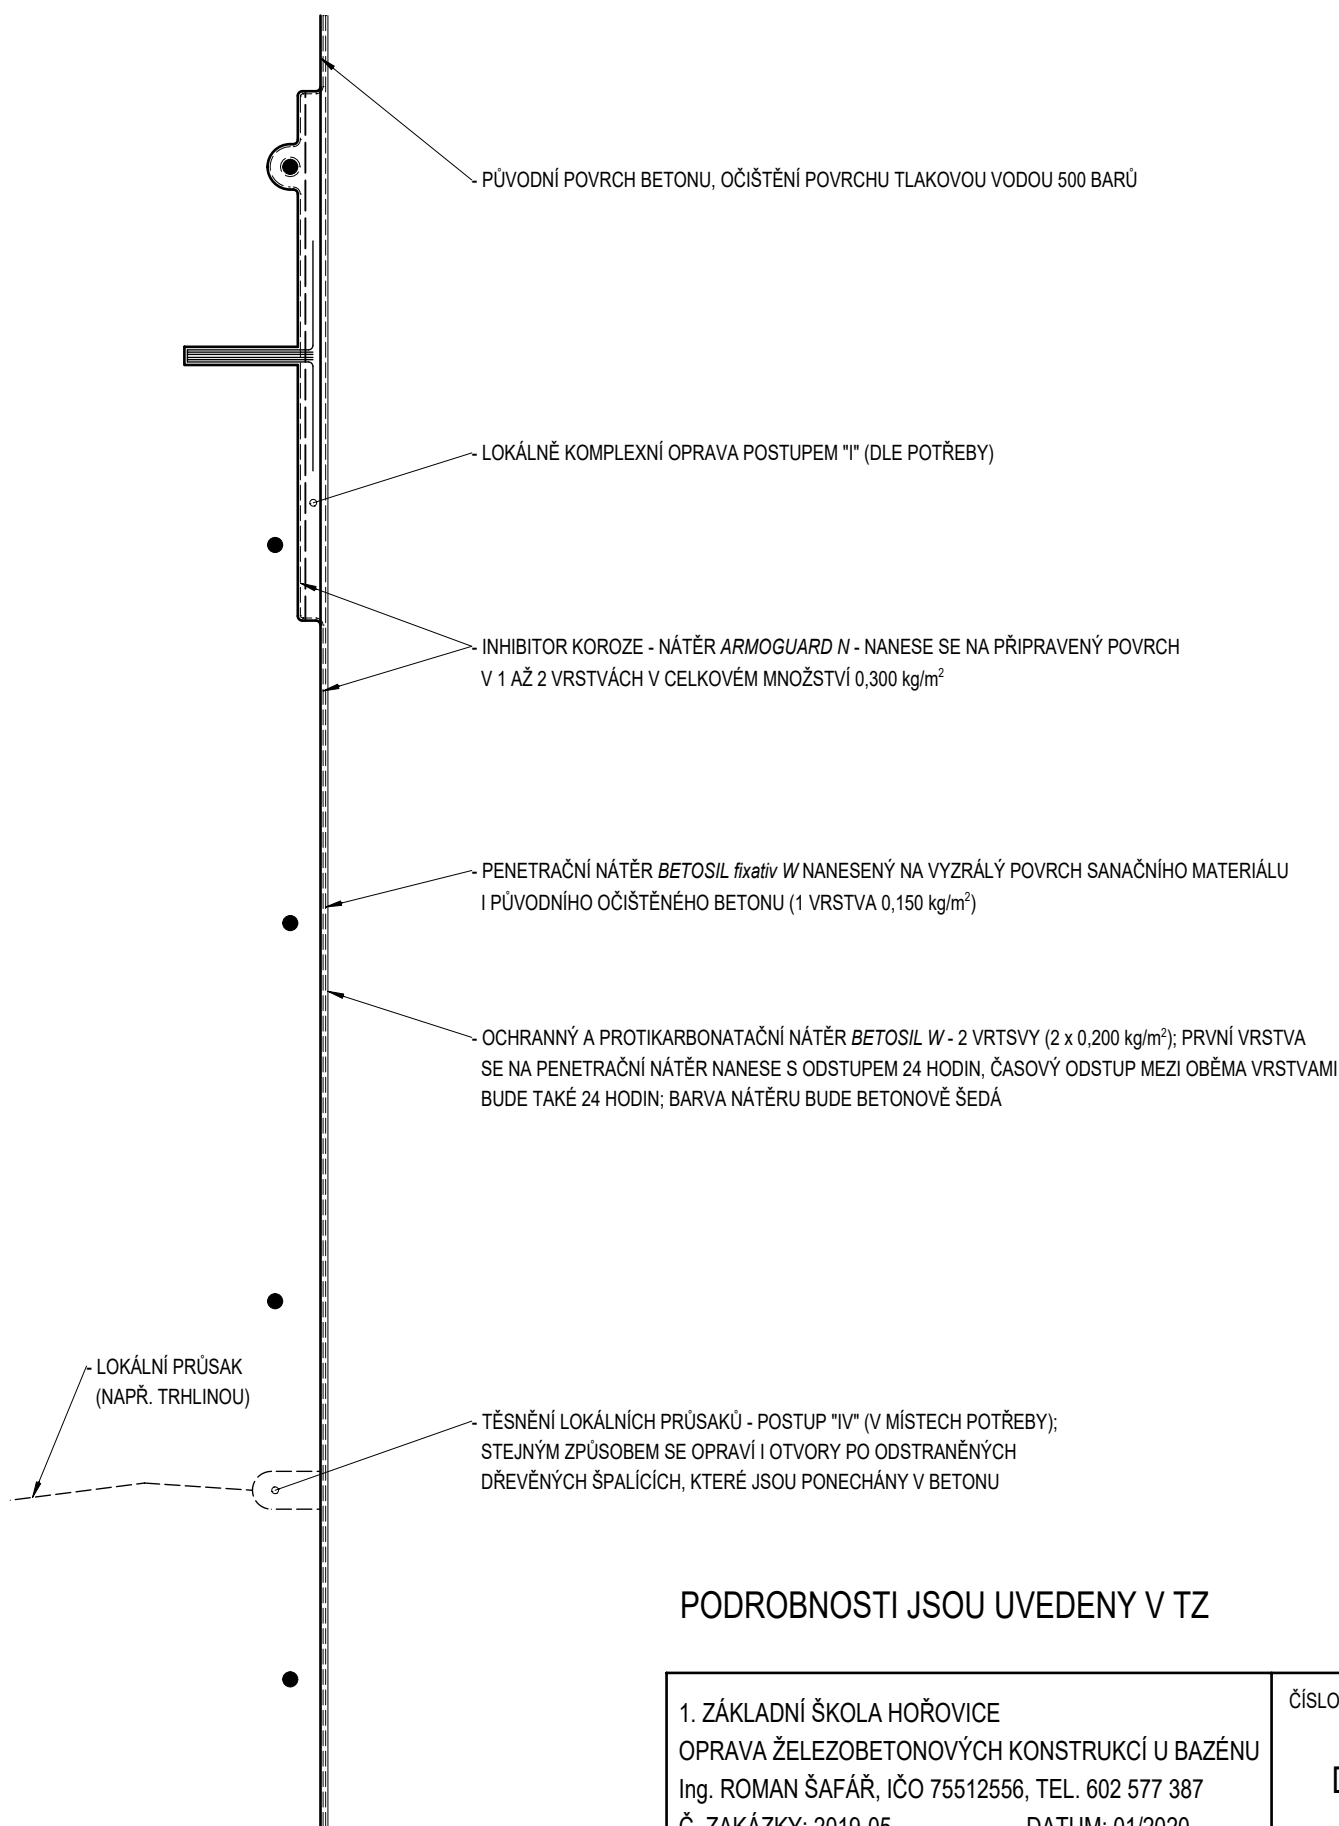 - PŮVODNÍ POVRCH BETONU, OČIŠTĚNÍ POVRCHU TLAKOVOU VODOU 500 BARŮ
- LOKÁLNĚ KOMPLEXNÍ OPRAVA POSTUPEM "I" (DLE POTŘEBY)
- INHIBITOR KOROZE - NÁTĚR ARMOGUARD N - NANESE SE NA PŘIPRAVENÝ POVRCH
V 1 AŽ 2 VRSTVÁCH V CELKOVÉM MNOŽSTVÍ 0,300 kg/m²
- PENETRAČNÍ NÁTĚR BETOSIL fixativ W NANESENÝ NA VYZRÁLÝ POVRCH SANAČNÍHO MATERIÁLU
I PŮVODNÍHO OČIŠTĚNÉHO BETONU (1 VRSTVA 0,150 kg/m²)
- OCHRANNÝ A PROTIKARBONATAČNÍ NÁTĚR BETOSIL W - 2 VRTSVY (2 x 0,200 kg/m²); PRVNÍ VRSTVA
SE NA PENETRAČNÍ NÁTĚR NANESE S ODSTUPEM 24 HODIN, ČASOVÝ ODSTUP MEZI OBĚMA VRSTVAMI
BUDE TAKÉ 24 HODIN; BARVA NÁTĚRU BUDE BETONOVĚ ŠEDÁ
- LOKÁLNÍ PRŮSAK
(NAPŘ. TRHLINOU)
- TĚSNĚNÍ LOKÁLNÍCH PRŮSAKŮ - POSTUP "IV" (V MÍSTECH POTŘEBY);
STEJNÝM ZPŮSOBEM SE OPRAVÍ I OTVORY PO ODSTRANĚNÝCH
DŘEVĚNÝCH ŠPALÍCÍCH, KTERÉ JSOU PONECHÁNY V BETONU
PODROBNOSTI JSOU UVEDENY V TZ
1. ZÁKLADNÍ ŠKOLA HOŘOVICE
OPRAVA ŽELEZOBETONOVÝCH KONSTRUKCÍ U BAZÉNU
Ing. ROMAN ŠAFÁŘ, IČO 75512556, TEL. 602 577 387
Č. ZAKÁZKY: 2019-05 DATUM: 01/2020
ČÍSLO